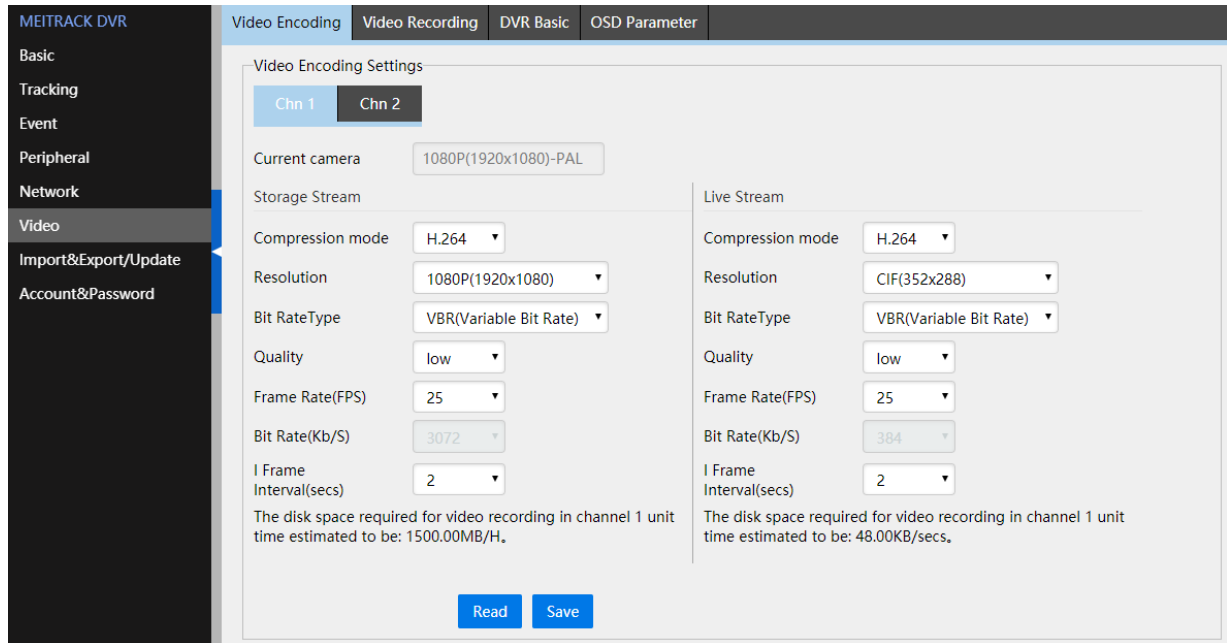 MEITRACK DVR
Basic
Tracking
Event
Peripheral
Network
Video
Import&Export/Update
Account&Password
Video Encoding Video Recording DVR Basic OSD Parameter
Video Encoding Settings
Chn 1 Chn 2
Current camera 1080P(1920x1080)-PAL
Storage Stream
Compression mode H.264
Resolution 1080P(1920x1080)
Bit RateType VBR(Variable Bit Rate)
Quality low
Frame Rate(FPS) 25
Bit Rate(Kb/S) 3072
I Frame
Interval(secs) 2
The disk space required for video recording in channel 1 unit
time estimated to be: 1500.00MB/H。
Live Stream
Compression mode H.264
Resolution CIF(352x288)
Bit RateType VBR(Variable Bit Rate)
Quality low
Frame Rate(FPS) 25
Bit Rate(Kb/S) 384
I Frame
Interval(secs) 2
The disk space required for video recording in channel 1 unit
time estimated to be: 48.00KB/secs。
Read Save